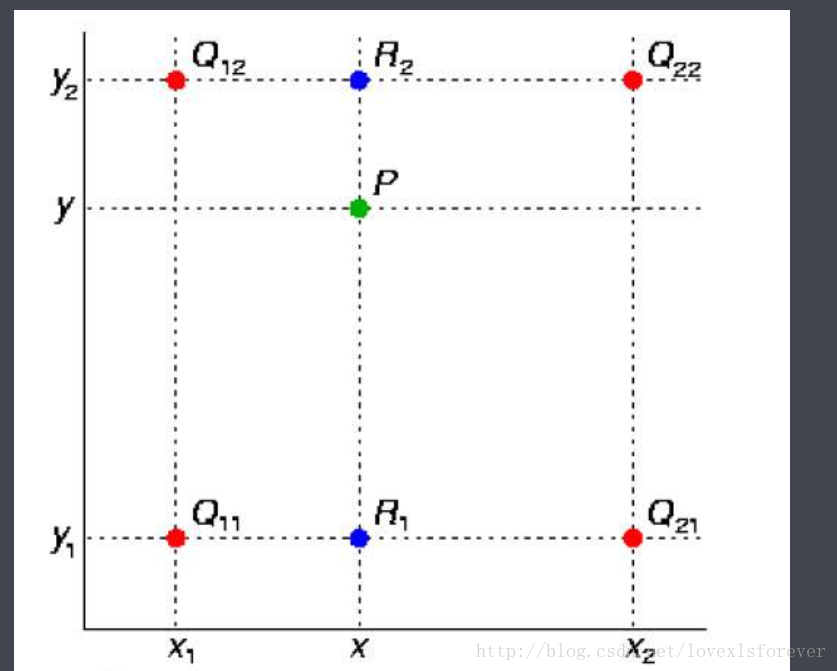 Q₁₂ R₂ Q₂₂
y₂
P
y
Q₁₁ R₁ Q₂₁
y₁
x₁ x x₂
http://blog.csdn.net/lovexlsforever